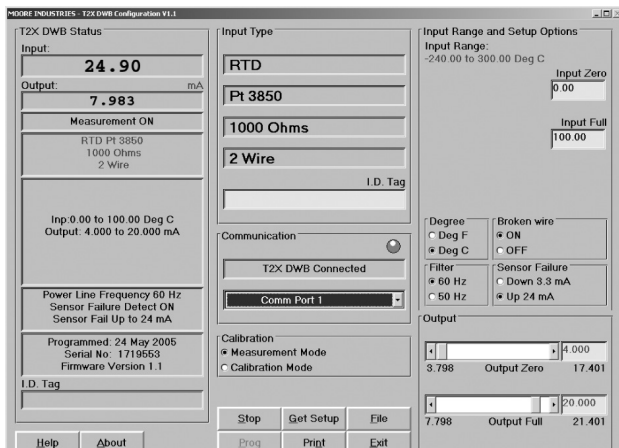 MOORE INDUSTRIES - T2X DWB Configuration V1.1
T2X DWB Status
Input:
24.90
Output:
mA
7.983
Measurement ON
RTD Pt 3850
1000 Ohms
2 Wire
Inp:0.00 to 100.00 Deg C
Output: 4.000 to 20.000 mA
Power Line Frequency 60 Hz
Sensor Failure Detect ON
Sensor Fail Up to 24 mA
Programmed: 24 May 2005
Serial No: 1719553
Firmware Version 1.1
I.D. Tag
Help
About
Input Type
RTD
Pt 3850
1000 Ohms
2 Wire
I.D. Tag
Communication
T2X DWB Connected
Comm Port 1
Calibration
Measurement Mode
Calibration Mode
Stop
Get Setup
File
Prog
Print
Exit
Input Range and Setup Options
Input Range:
-240.00 to 300.00 Deg C
Input Zero
0.00
Input Full
100.00
Degree
Deg F
Deg C
Broken wire
ON
OFF
Filter
60 Hz
50 Hz
Sensor Failure
Down 3.3 mA
Up 24 mA
Output
4.000
3.798 Output Zero 17.401
20.000
7.798 Output Full 21.401